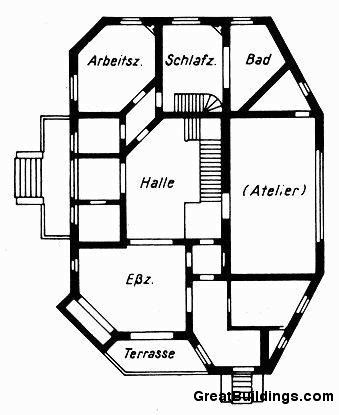 Arbeitsz. Schlafz. Bad
Halle (Atelier)
Eßz.
Terrasse
GreatBuildings.com